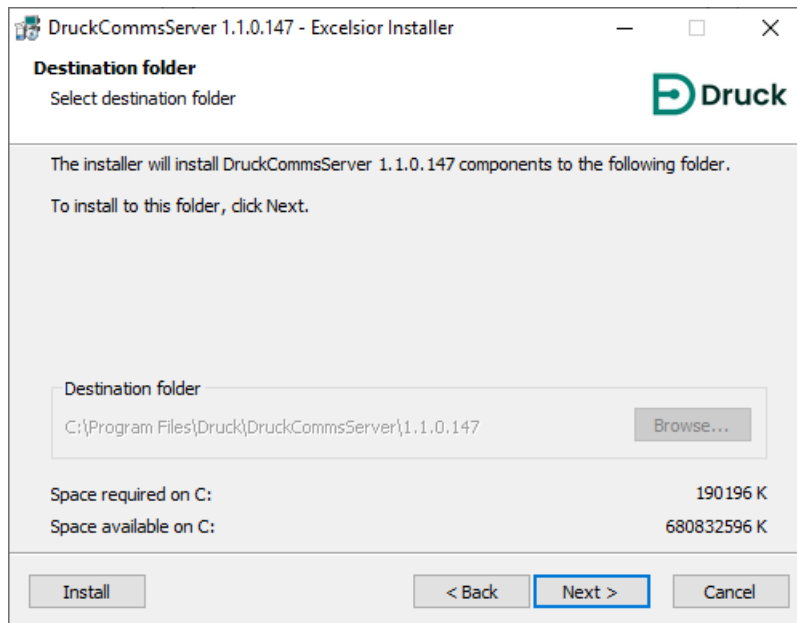 DruckCommsServer 1.1.0.147 - Excelsior Installer
Destination folder
Select destination folder
Druck
The installer will install DruckCommsServer 1.1.0.147 components to the following folder.
To install to this folder, click Next.
Destination folder
C:\Program Files\Druck\DruckCommsServer\1.1.0.147
Browse...
Space required on C: 190196 K
Space available on C: 680832596 K
Install < Back Next > Cancel